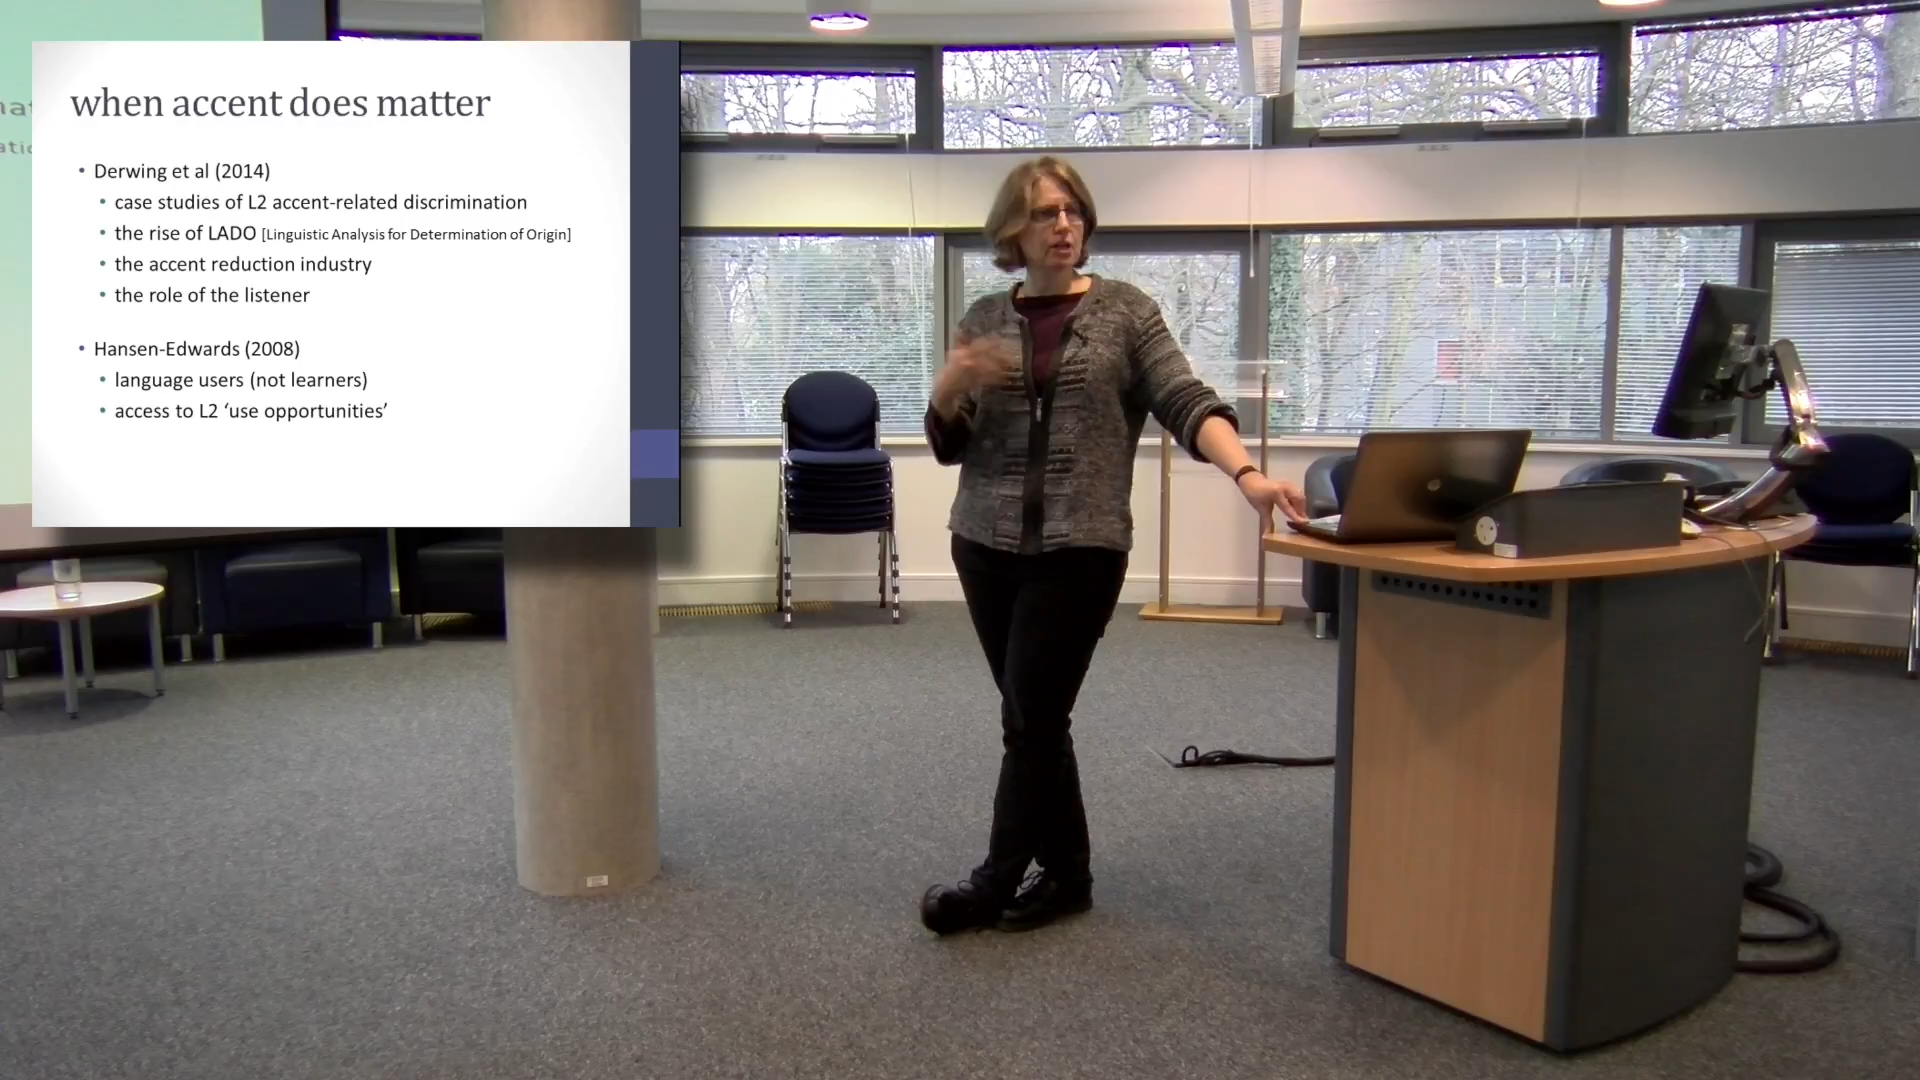 when accent does matter
• Derwing et al (2014)
• case studies of L2 accent-related discrimination
• the rise of LADO [Linguistic Analysis for Determination of Origin]
• the accent reduction industry
• the role of the listener
• Hansen-Edwards (2008)
• language users (not learners)
• access to L2 ‘use opportunities’